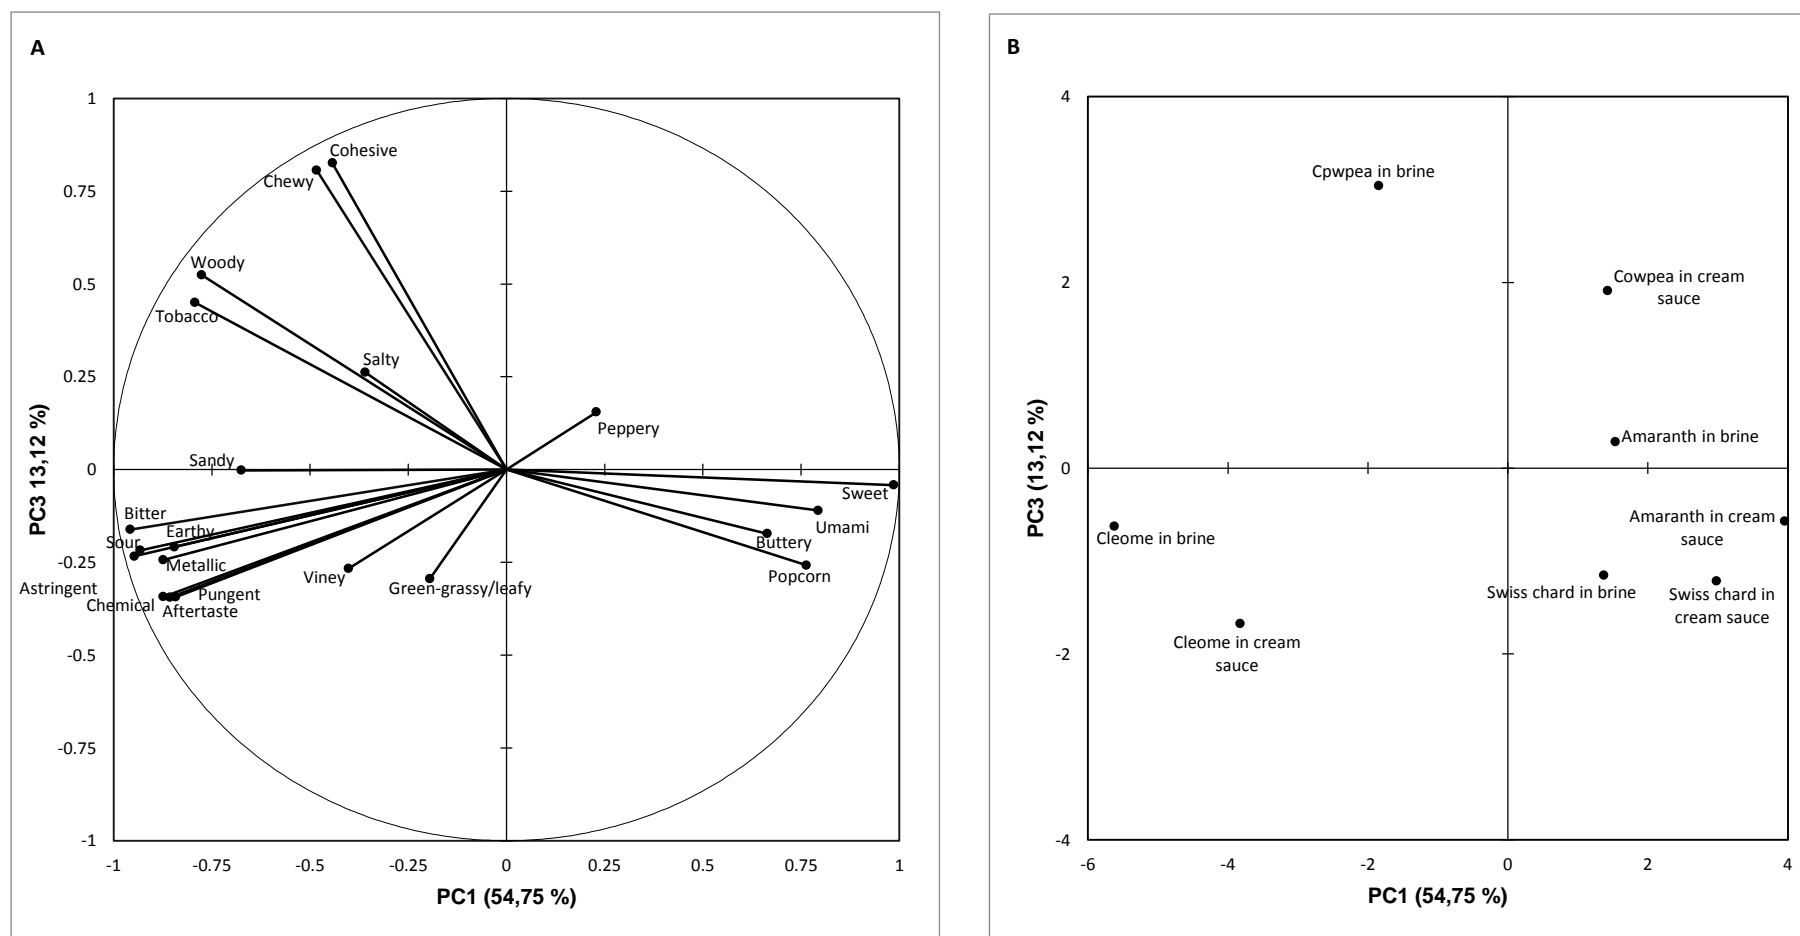 A
1
0.75
0.5
0.25
0
-0.25
-0.5
-0.75
-1
PC3 13,12 %)
Cohesive
Chewy
Woody
Tobacco
Salty
Peppery
Sandy
Sweet
Bitter
Earthy
Umami
Sour
Buttery
Metallic
Viney
Popcorn
Astringent
Green-grassy/leafy
Pungent
Chemical
Aftertaste
-1
-0.75
-0.5
-0.25
0
0.25
0.5
0.75
1
PC1 (54,75 %)
B
4
2
0
-2
-4
PC3 (13,12 %)
Cpwpea in brine
Cowpea in cream
sauce
Amaranth in brine
Amaranth in cream
sauce
Cleome in brine
Swiss chard in brine
Swiss chard in
cream sauce
Cleome in cream
sauce
-6
-4
-2
0
2
4
PC1 (54,75 %)